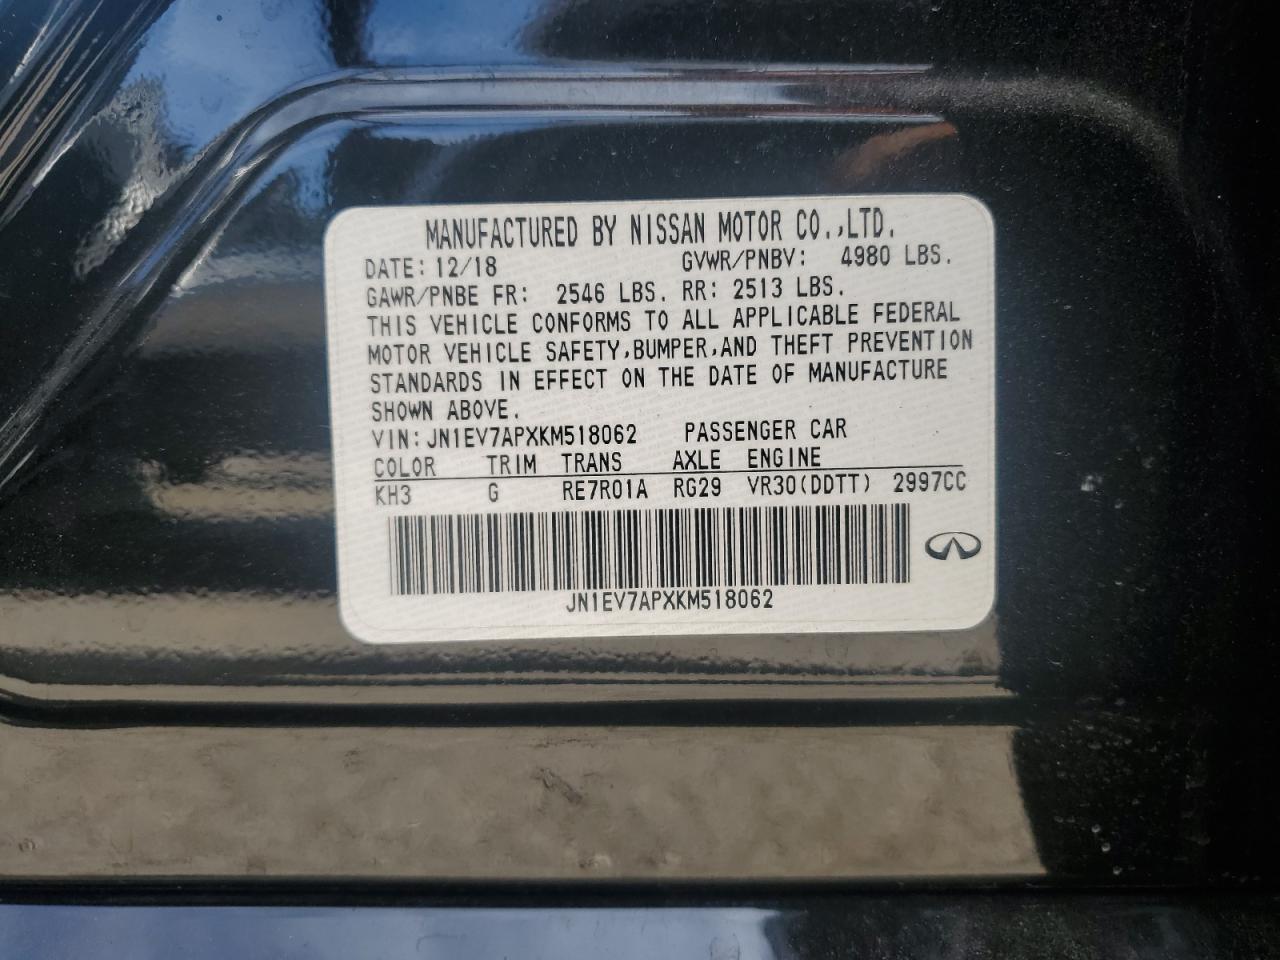 MANUFACTURED BY NISSAN MOTOR CO.,LTD.
DATE: 12/18 GVWR/PNBV: 4980 LBS.
GAWR/PNBE FR: 2546 LBS. RR: 2513 LBS.
THIS VEHICLE CONFORMS TO ALL APPLICABLE FEDERAL
MOTOR VEHICLE SAFETY,BUMPER,AND THEFT PREVENTION
STANDARDS IN EFFECT ON THE DATE OF MANUFACTURE
SHOWN ABOVE.
VIN:JN1EV7APXKM518062 PASSENGER CAR
COLOR TRIM TRANS AXLE ENGINE
KH3 G RE7R01A RG29 VR30(DDTT) 2997CC
JN1EV7APXKM518062